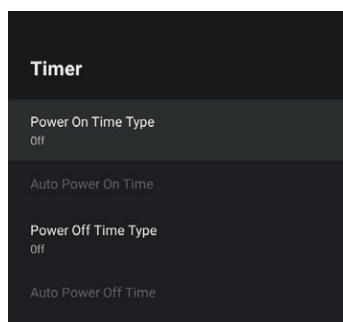 Timer
Power On Time Type
Off
Auto Power On Time
Power Off Time Type
Off
Auto Power Off Time